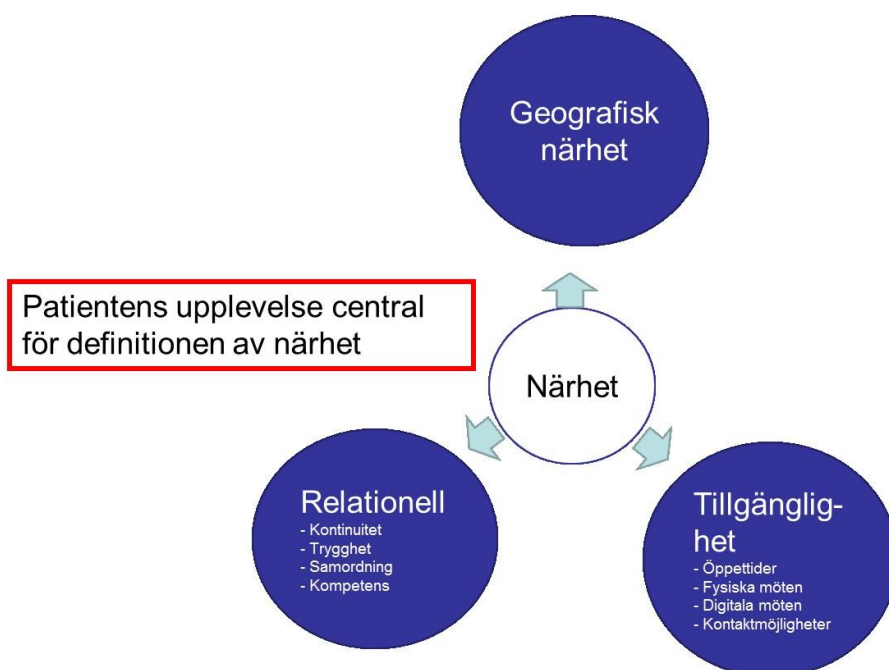 Geografisk
närhet
Patientens upplevelse central
för definitionen av närhet
Närhet
Relationell
- Kontinuitet
- Trygghet
- Samordning
- Kompetens
Tillgänglig-
het
- Öppettider
- Fysiska möten
- Digitala möten
- Kontaktmöjligheter